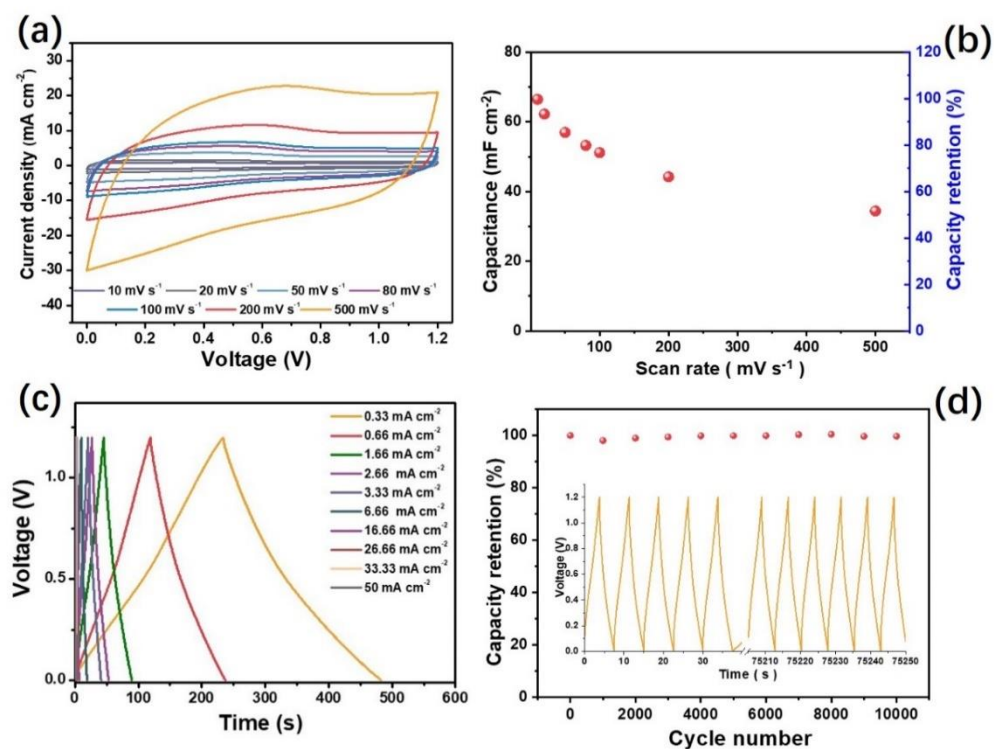 (a)
Current density (mA cm-2)
30
20
10
0
-10
-20
-30
-40
10 mV s-1 20 mV s-1 50 mV s-1 80 mV s-1
100 mV s-1 200 mV s-1 500 mV s-1
0.0 0.2 0.4 0.6 0.8 1.0 1.2
Voltage (V)
(b)
Capacitance (mF cm-2)
80
60
40
20
0
100 200 300 400 500
Scan rate ( mV s-1 )
120
100
80
60
40
20
0
Capacity retention (%)
(c)
Voltage (V)
1.0
0.5
0.0
0.33 mA cm-2
0.66 mA cm-2
1.66 mA cm-2
2.66 mA cm-2
3.33 mA cm-2
6.66 mA cm-2
16.66 mA cm-2
26.66 mA cm-2
33.33 mA cm-2
50 mA cm-2
0 100 200 300 400 500 600
Time (s)
(d)
Capacity retention (%)
100
80
60
40
20
0
Voltage (V)
1.2
1.0
0.8
0.6
0.4
0.2
0.0
0 10 20 30 75210 75220 75230 75240 75250
Time ( s )
0 2000 4000 6000 8000 10000
Cycle number